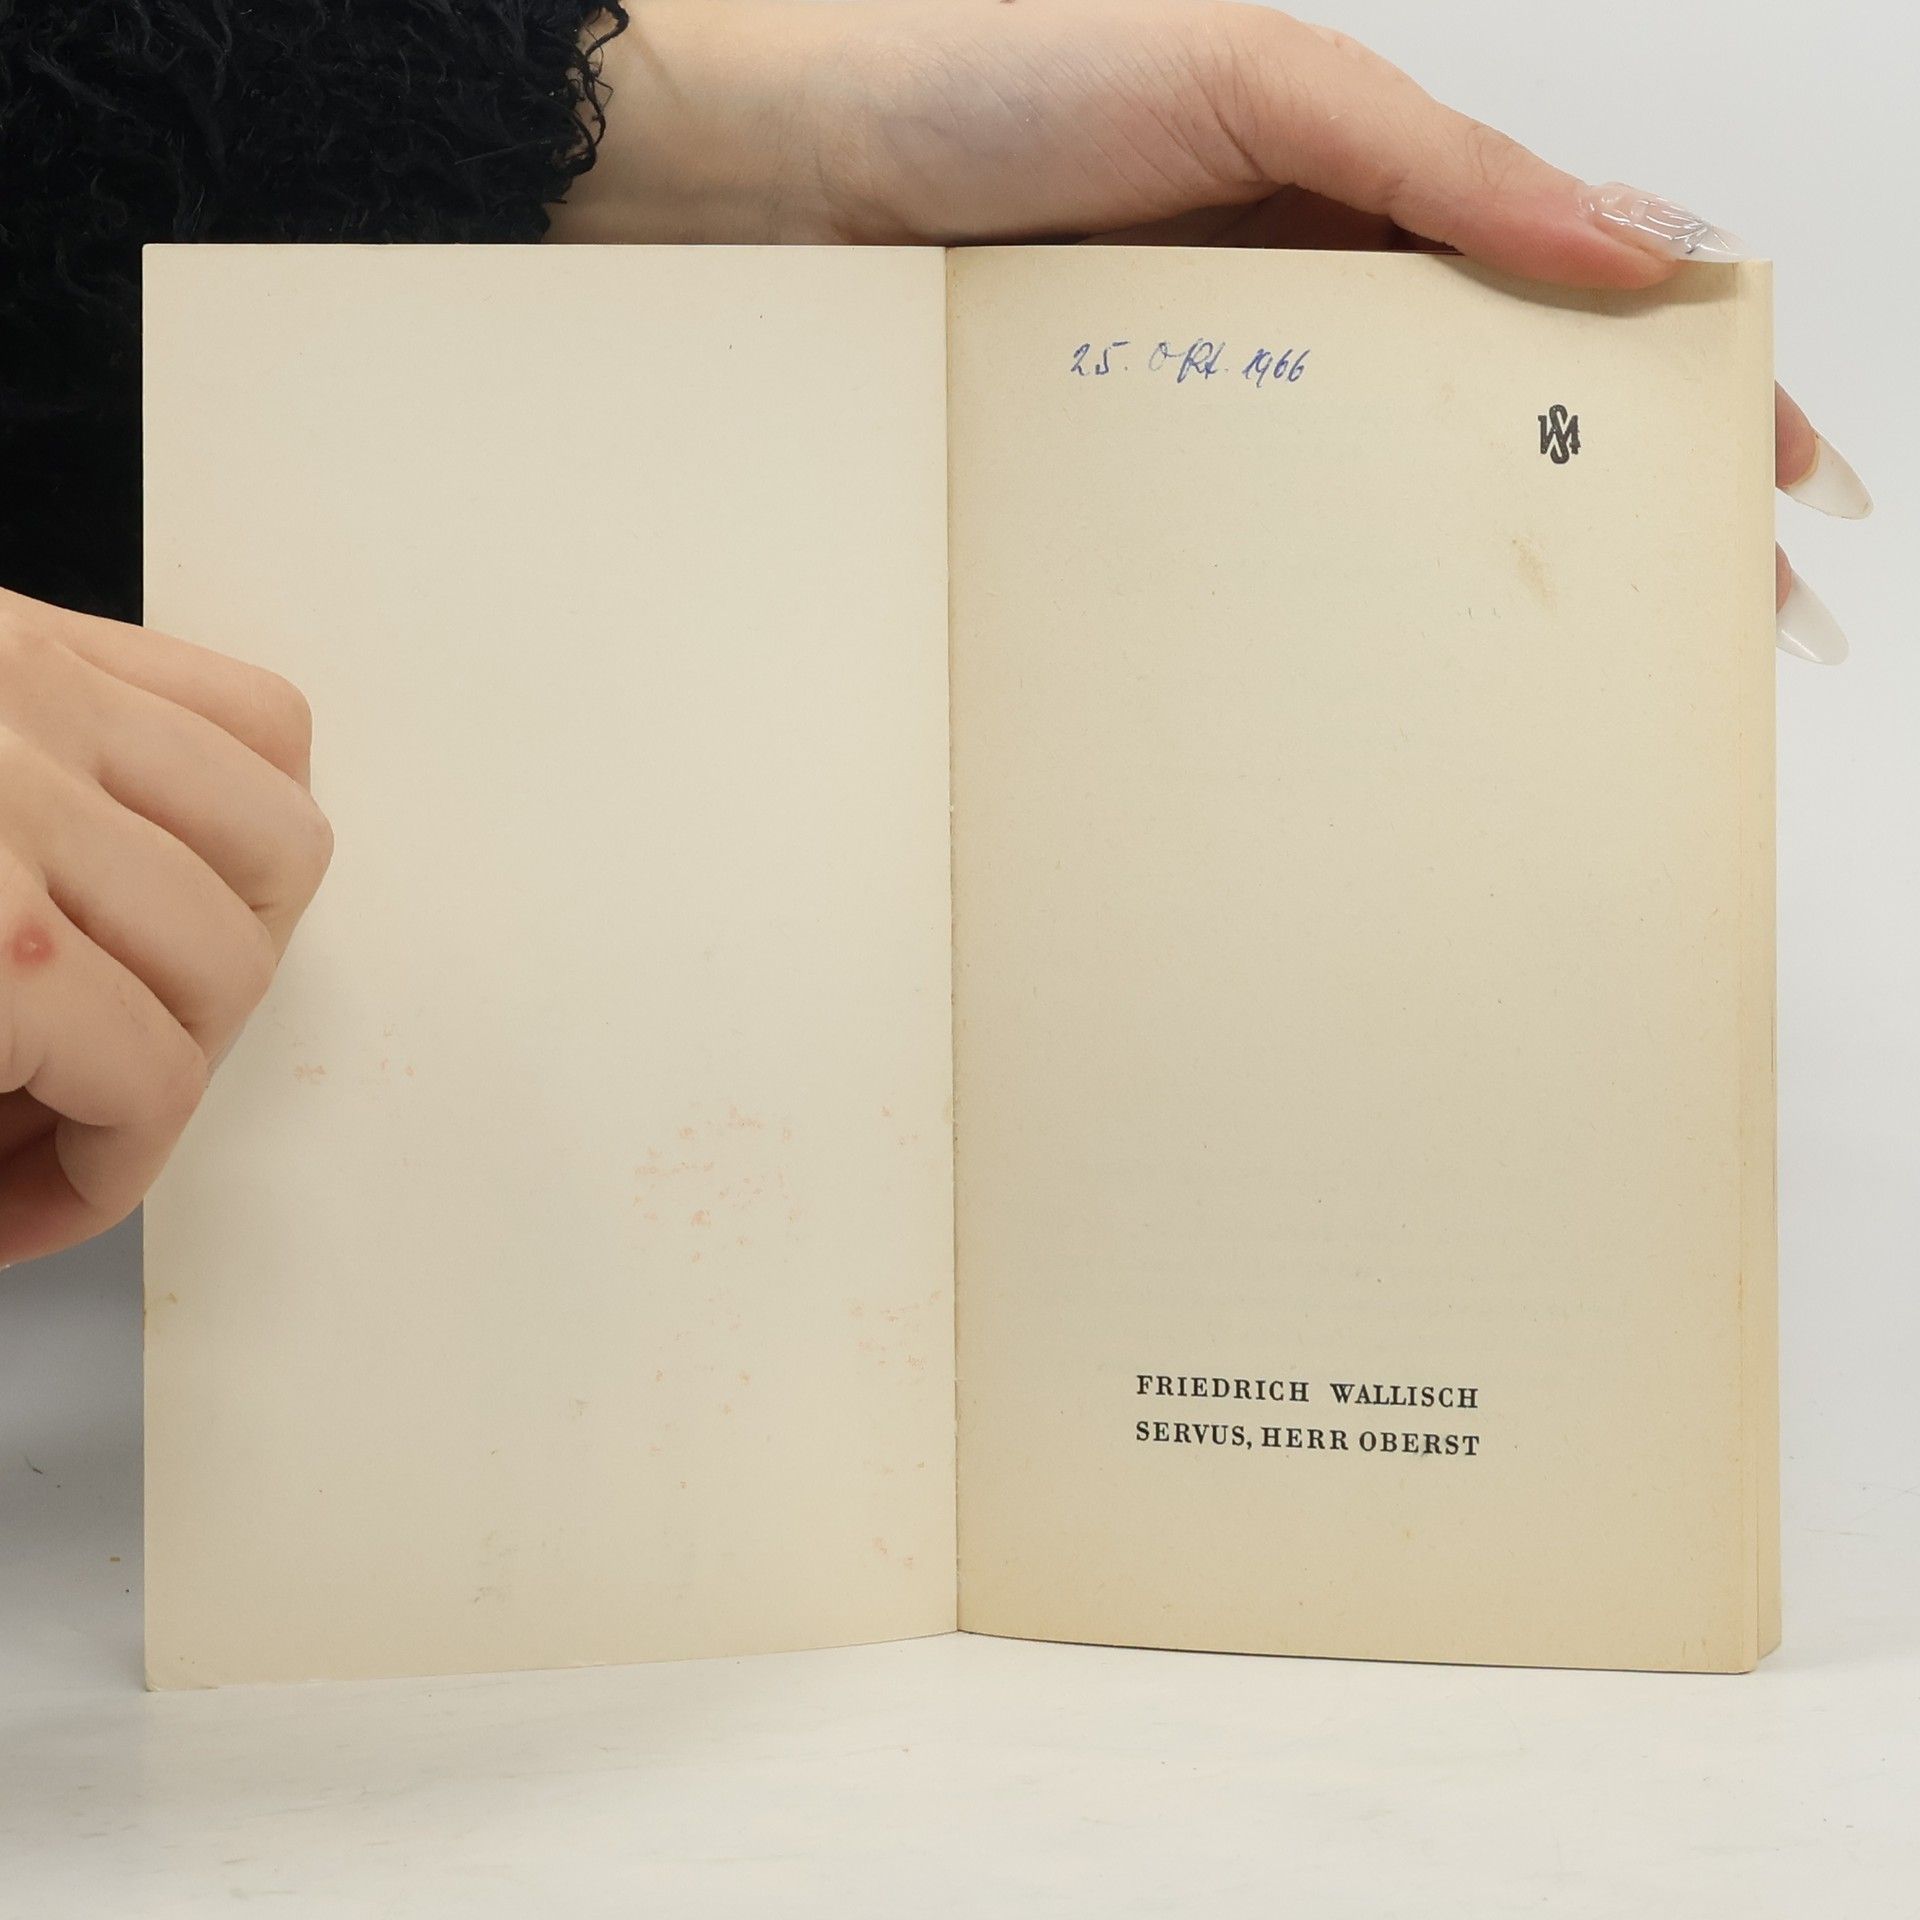 25. Okt. 1966
FRIEDRICH WALLISCH
SERVUS, HERR OBERST